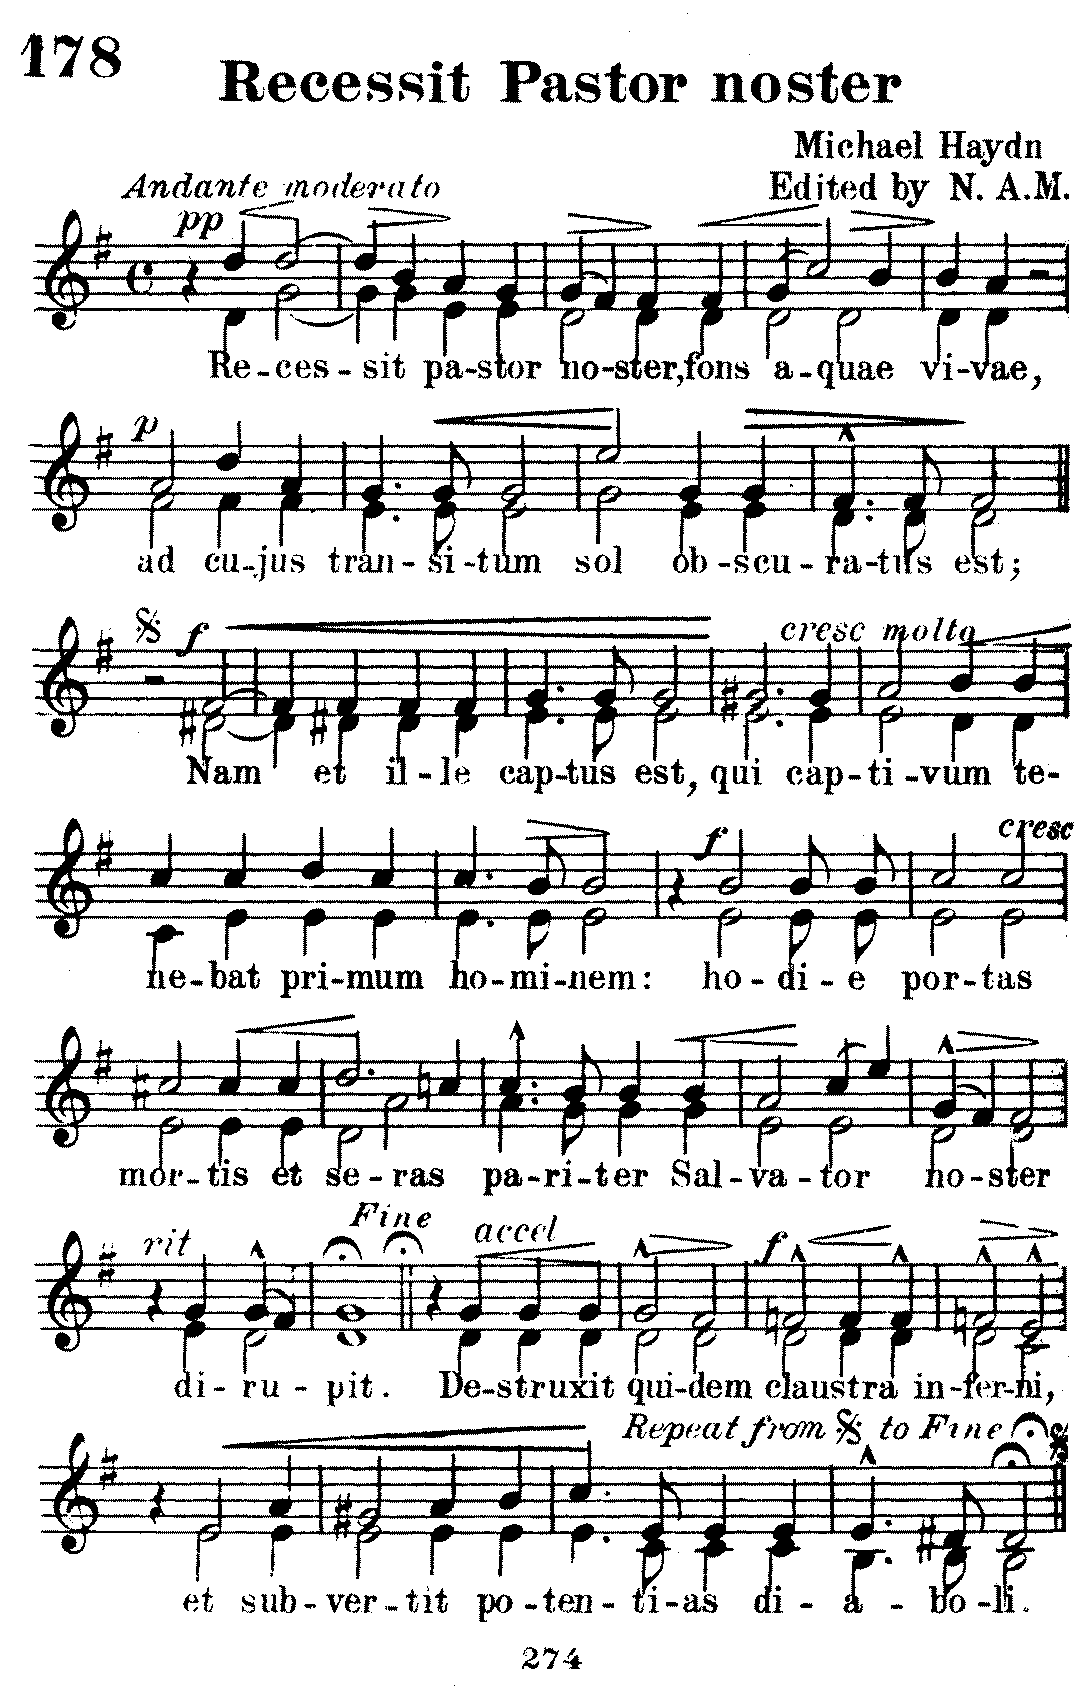 178
Recessit Pastor noster
Michael Haydn
Andante moderato
Edited by N. A. M.
pp
Re-ces-sit pa-stor no-ster, fons a-quae vi-vae,
p
ad cu-jus tran-si-tum sol ob-scu-ra-tus est;
f
cresc molto
Nam et il-le cap-tus est, qui cap-ti-vum te-
f
cresc
ne-bat pri-mum ho-mi-nem: ho-di-e por-tas
mor-tis et se-ras pa-ri-ter Sal-va-tor no-ster
rit
Fine
accel
f
di-ru-pit. De-struxit qui-dem claustra in-fer-ni,
Repeat from 𝄋 to Fine
et sub-ver-tit po-ten-ti-as di-a-bo-li.
274